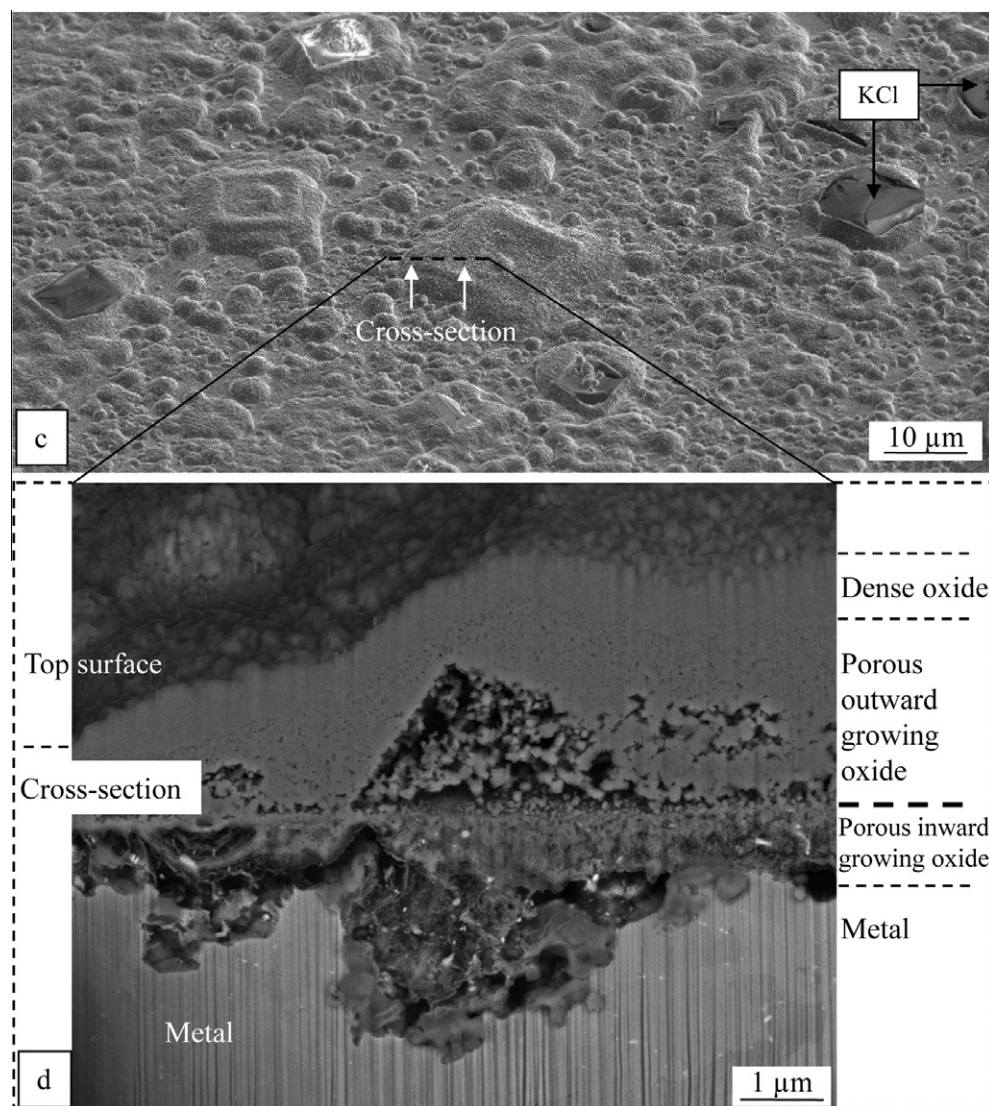 KCl
Cross-section
c
10 µm
Dense oxide
Top surface
Porous
outward
growing
oxide
Cross-section
Porous inward
growing oxide
Metal
Metal
d
1 µm